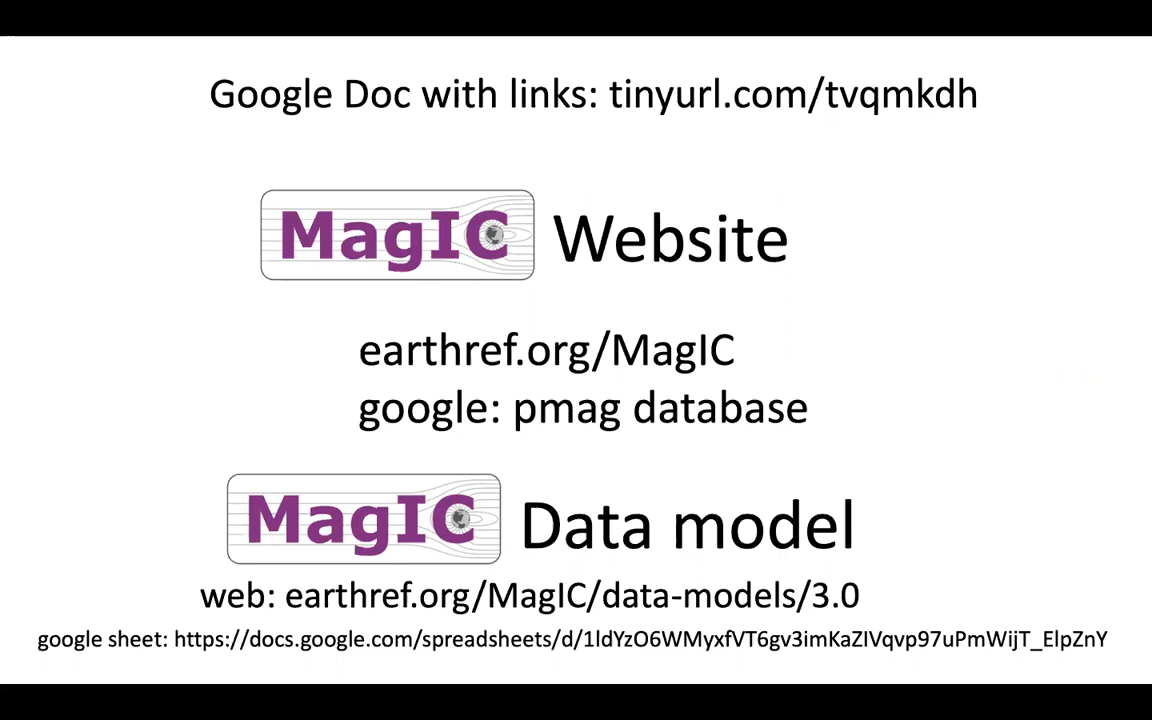 Google Doc with links: tinyurl.com/tvqmkdh
MagIC Website
earthref.org/MagIC
google: pmag database
MagIC Data model
web: earthref.org/MagIC/data-models/3.0
google sheet: https://docs.google.com/spreadsheets/d/1ldYzO6WMyxfVT6gv3imKaZIVqvp97uPmWijT_ElpZnY